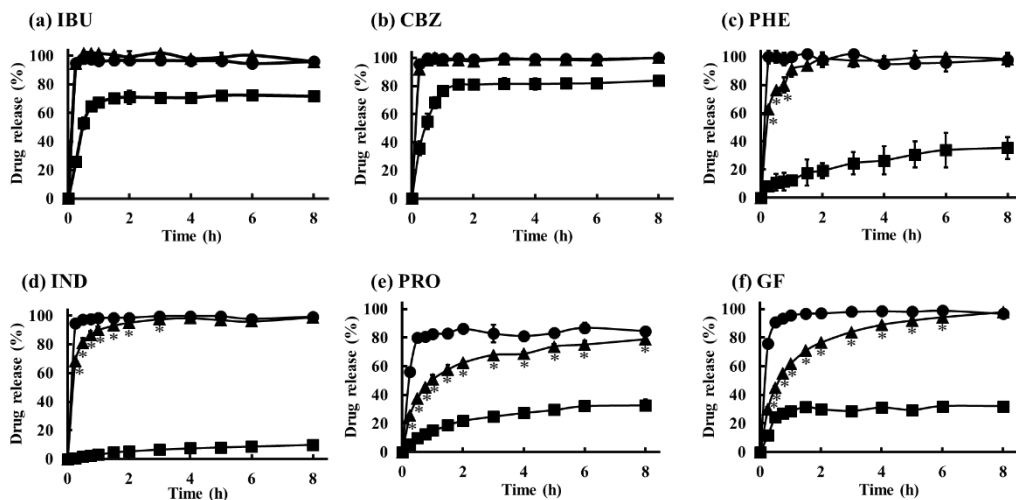 (a) IBU
Drug release (%)
100
80
60
40
20
0
0 2 4 6 8
Time (h)
(b) CBZ
Drug release (%)
100
80
60
40
20
0
0 2 4 6 8
Time (h)
(c) PHE
Drug release (%)
100
80
60
40
20
0
* * *
0 2 4 6 8
Time (h)
(d) IND
Drug release (%)
100
80
60
40
20
0
* * * * * * *
0 2 4 6 8
Time (h)
(e) PRO
Drug release (%)
100
80
60
40
20
0
* * * * * * * * * * *
0 2 4 6 8
Time (h)
(f) GF
Drug release (%)
100
80
60
40
20
0
* * * * * * * * * *
0 2 4 6 8
Time (h)